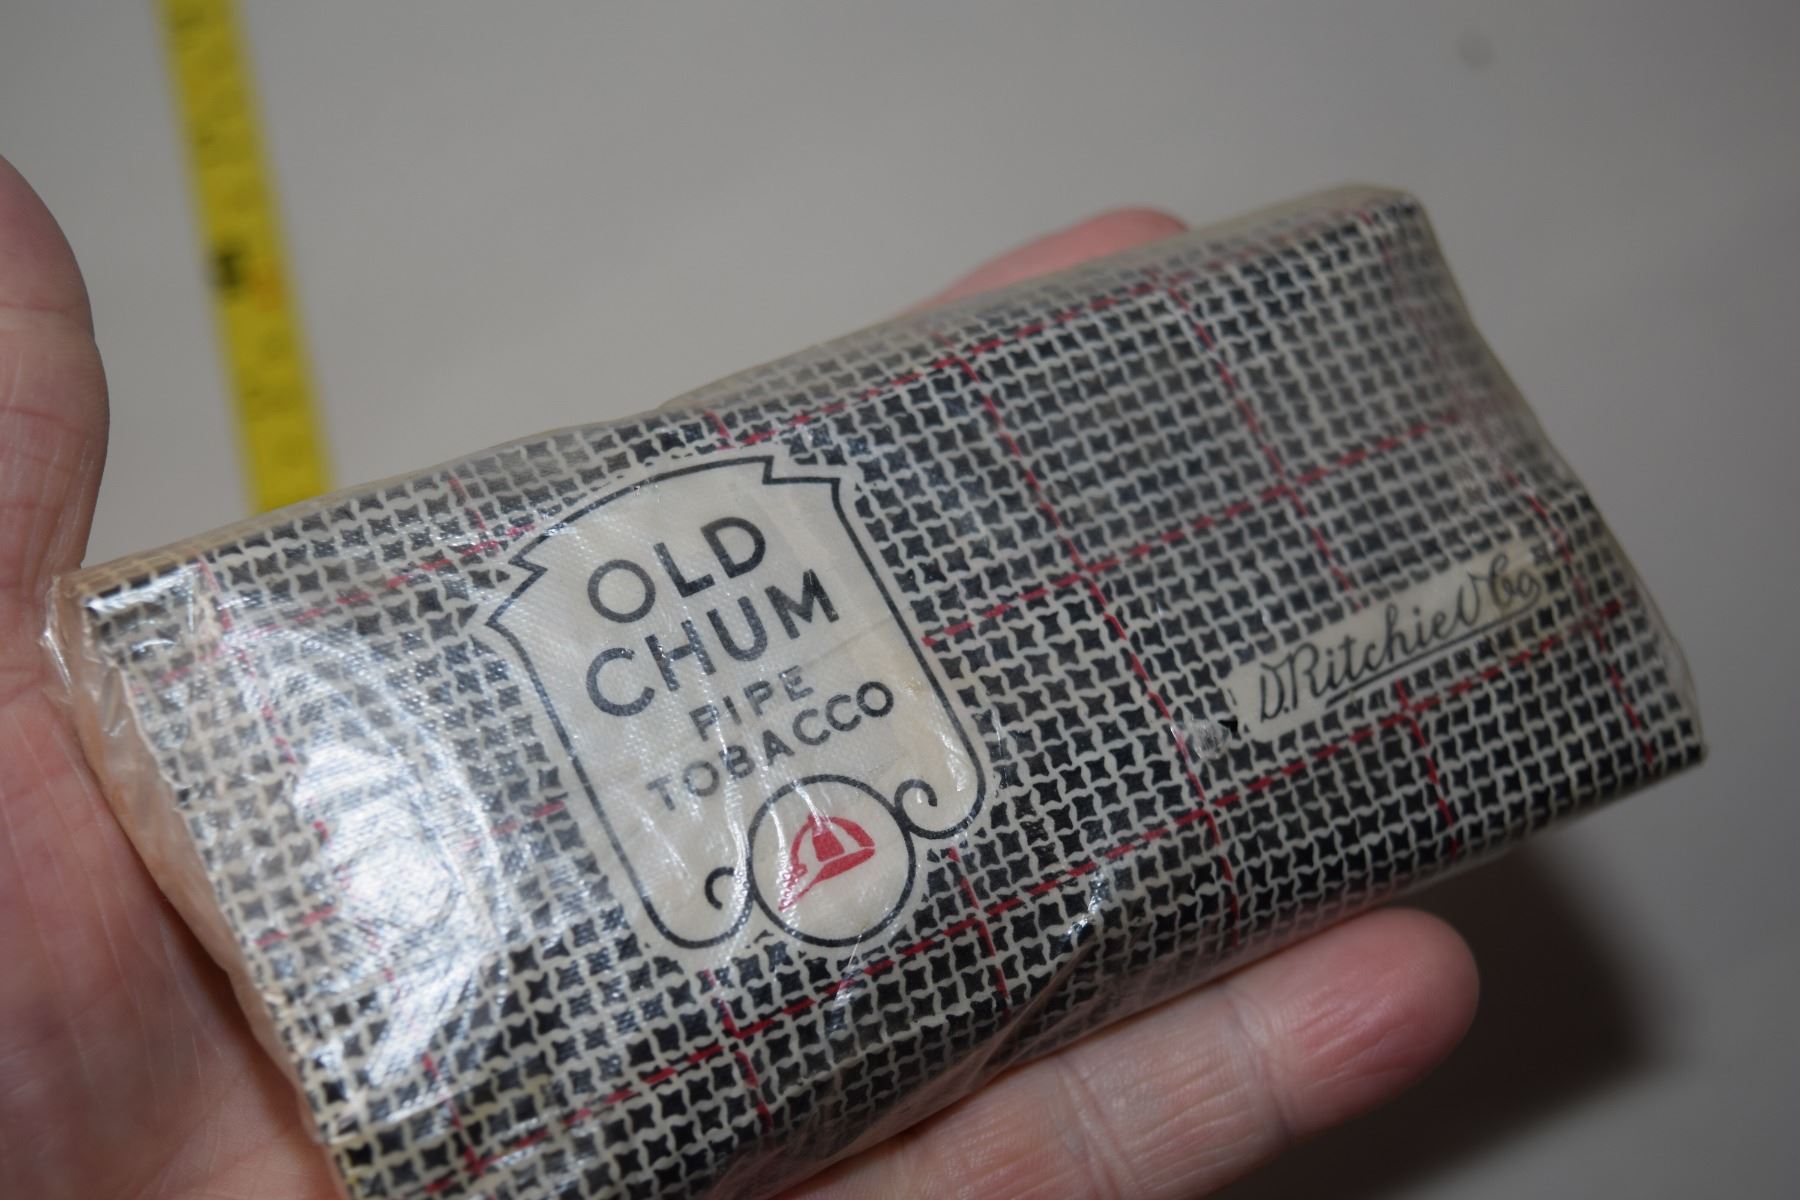 OLD
CHUM
PIPE
TOBACCO
D. Ritchie & Co.